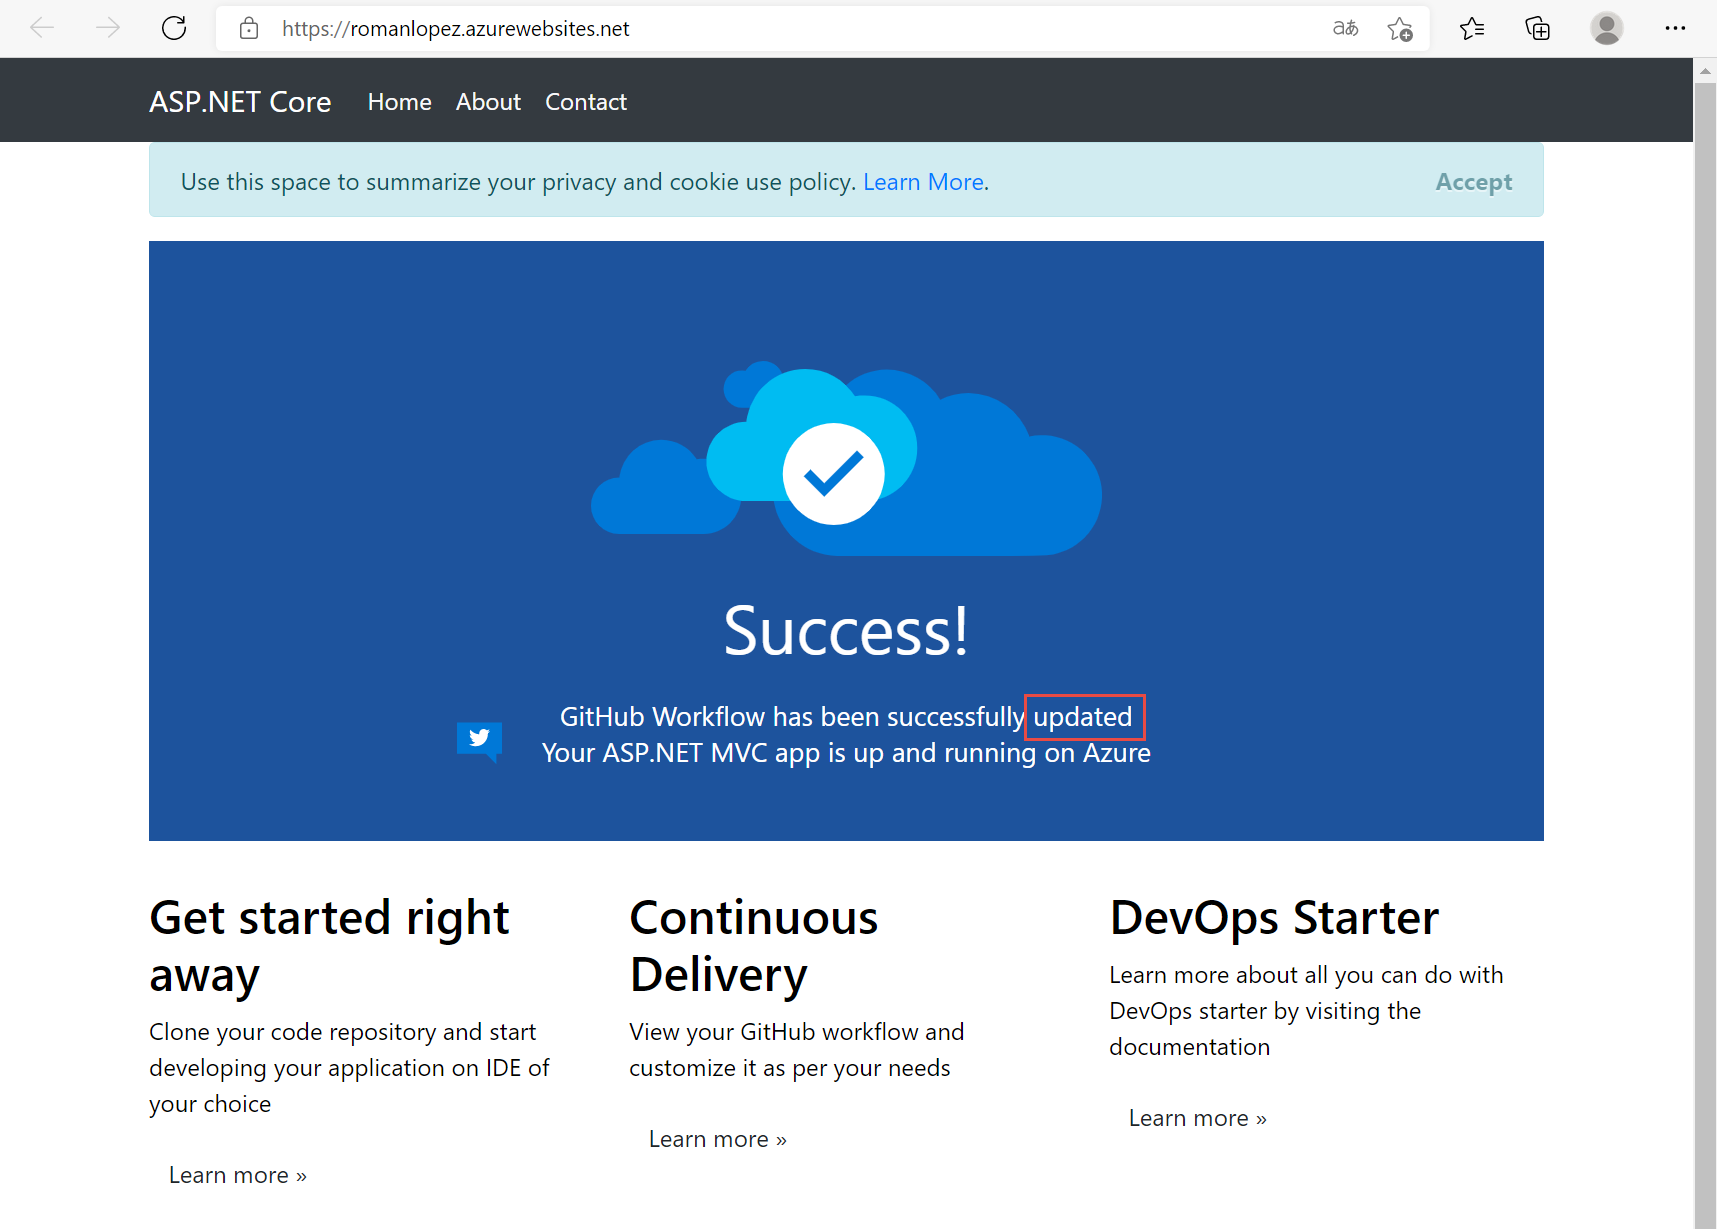 https://romanlopez.azurewebsites.net
aあ
ASP.NET Core Home About Contact
Use this space to summarize your privacy and cookie use policy. Learn More. Accept
Success!
GitHub Workflow has been successfully updated
Your ASP.NET MVC app is up and running on Azure
Get started right
away
Clone your code repository and start
developing your application on IDE of
your choice
Learn more »
Continuous
Delivery
View your GitHub workflow and
customize it as per your needs
Learn more »
DevOps Starter
Learn more about all you can do with
DevOps starter by visiting the
documentation
Learn more »